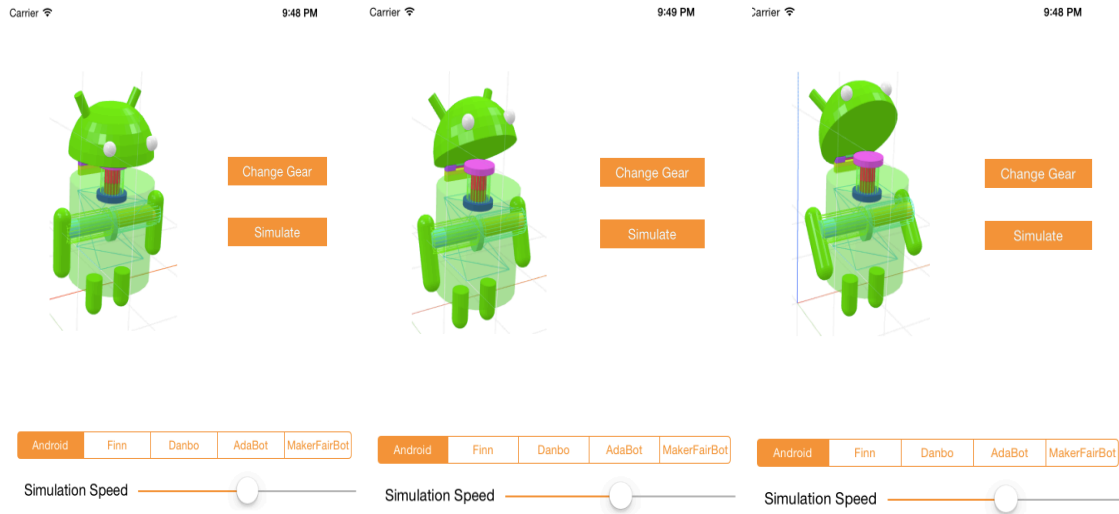 Carrier 9:48 PM
Change Gear
Simulate
Android Finn Danbo AdaBot MakerFairBot
Simulation Speed
Carrier 9:49 PM
Change Gear
Simulate
Android Finn Danbo AdaBot MakerFairBot
Simulation Speed
Carrier 9:48 PM
Change Gear
Simulate
Android Finn Danbo AdaBot MakerFairBot
Simulation Speed